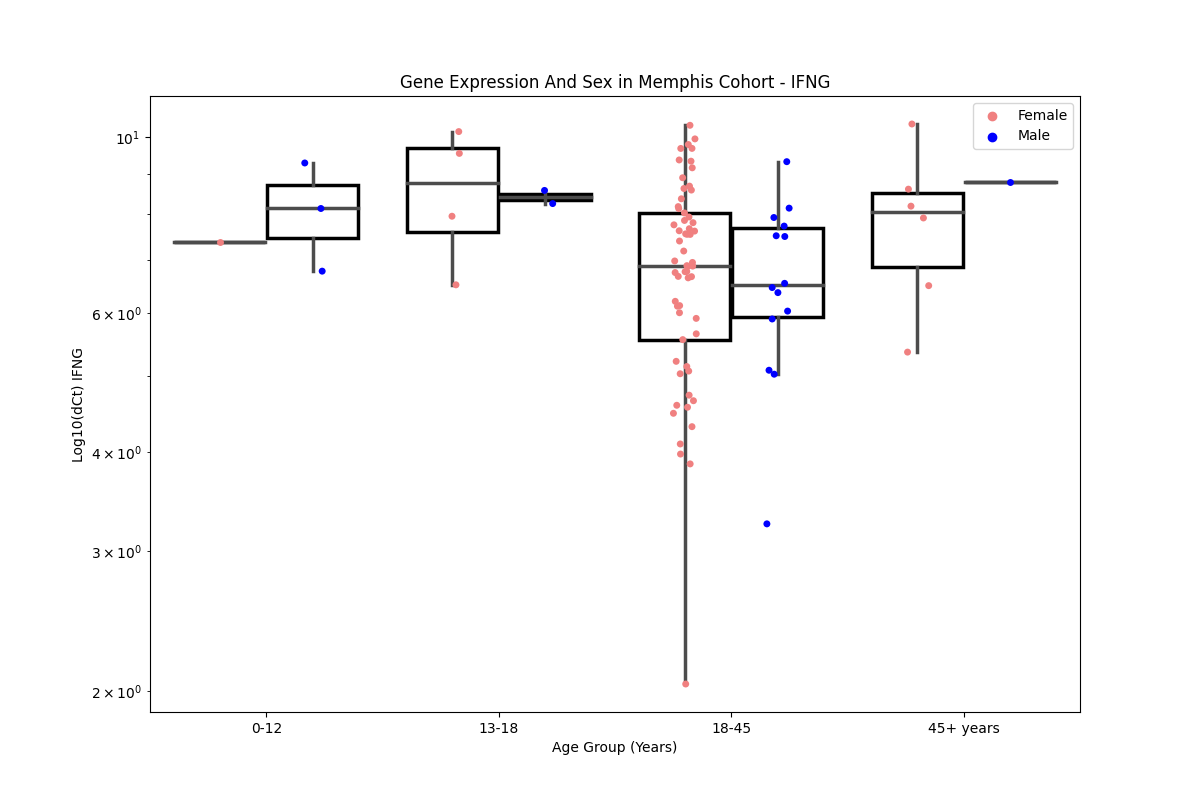 Gene Expression And Sex in Memphis Cohort - IFNG
Female
Male
10¹
6 × 10⁰
4 × 10⁰
3 × 10⁰
2 × 10⁰
Log10(dCt) IFNG
0-12
13-18
18-45
45+ years
Age Group (Years)